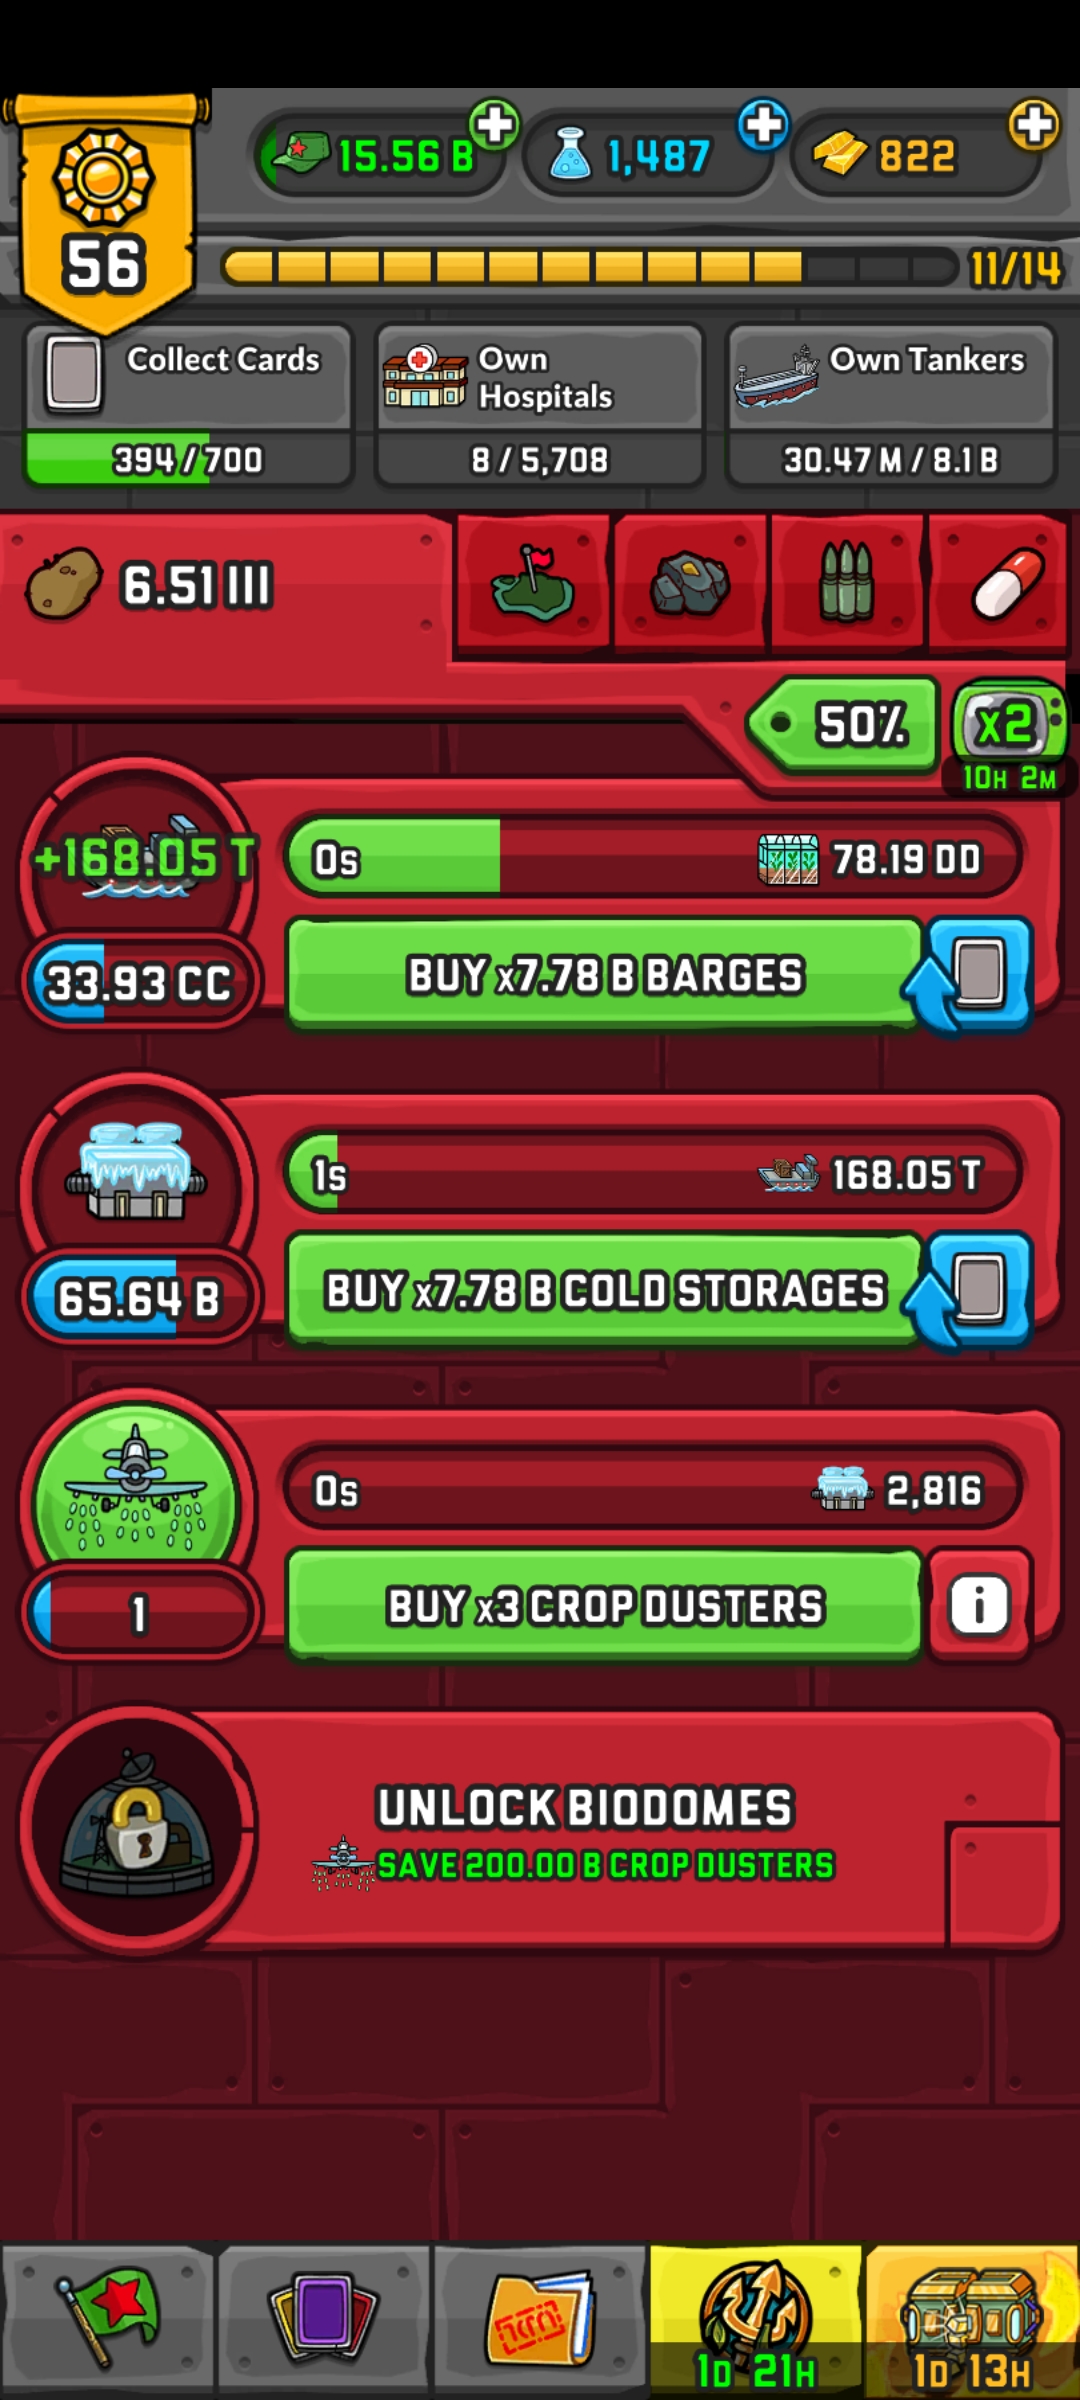 15.56 B
1,487
822
56
11/14
Collect Cards
394/700
Own
Hospitals
8/5,708
Own Tankers
30.47 M/8.1 B
6.51 III
50%
x2
10H 2M
+168.05 T
0s
78.19 DD
33.93 CC
BUY x7.78 B BARGES
1s
168.05 T
65.64 B
BUY x7.78 B COLD STORAGES
0s
2,816
1
BUY x3 CROP DUSTERS
i
UNLOCK BIODOMES
SAVE 200.00 B CROP DUSTERS
1D 21H
1D 13H